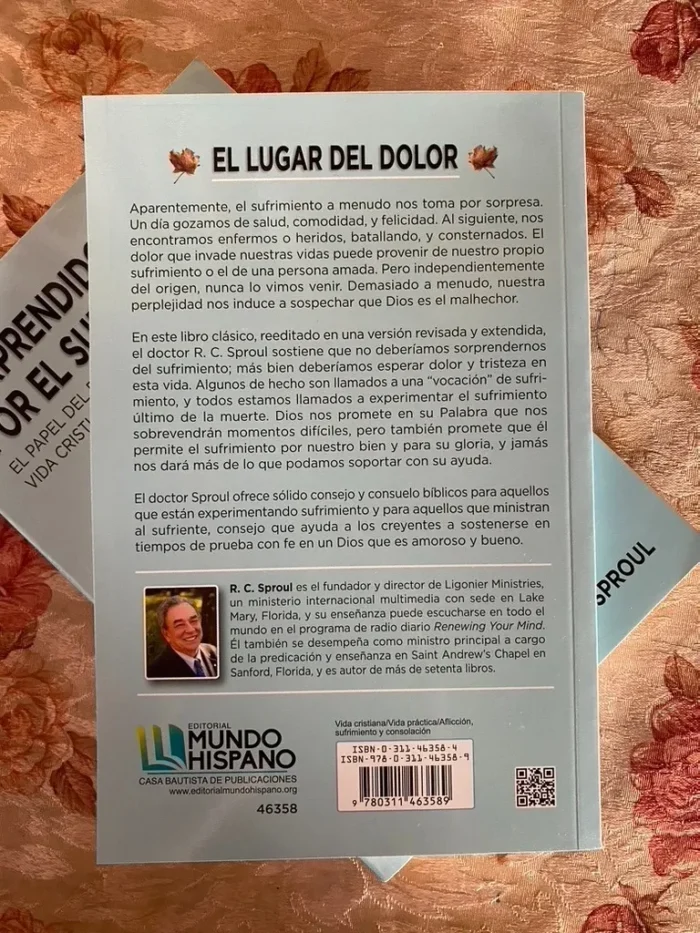 EL LUGAR DEL DOLOR
Aparentemente, el sufrimiento a menudo nos toma por sorpresa.
Un día gozamos de salud, comodidad, y felicidad. Al siguiente, nos
encontramos enfermos o heridos, batallando, y consternados. El
dolor que invade nuestras vidas puede provenir de nuestro propio
sufrimiento o el de una persona amada. Pero independientemente
del origen, nunca lo vimos venir. Demasiado a menudo, nuestra
perplejidad nos induce a sospechar que Dios es el malhechor.
En este libro clásico, reeditado en una versión revisada y extendida,
el doctor R. C. Sproul sostiene que no deberíamos sorprendernos
del sufrimiento; más bien deberíamos esperar dolor y tristeza en
esta vida. Algunos de hecho son llamados a una “vocación” de sufri-
miento, y todos estamos llamados a experimentar el sufrimiento
último de la muerte. Dios nos promete en su Palabra que nos
sobrevendrán momentos difíciles, pero también promete que él
permite el sufrimiento por nuestro bien y para su gloria, y jamás
nos dará más de lo que podamos soportar con su ayuda.
El doctor Sproul ofrece sólido consejo y consuelo bíblicos para aquellos
que están experimentando sufrimiento y para aquellos que ministran
al sufriente, consejo que ayuda a los creyentes a sostenerse en
tiempos de prueba con fe en un Dios que es amoroso y bueno.
R. C. Sproul es el fundador y director de Ligonier Ministries,
un ministerio internacional multimedia con sede en Lake
Mary, Florida, y su enseñanza puede escucharse en todo el
mundo en el programa de radio diario Renewing Your Mind.
Él también se desempeña como ministro principal a cargo
de la predicación y enseñanza en Saint Andrew's Chapel en
Sanford, Florida, y es autor de más de setenta libros.
EDITORIAL
MUNDO
HISPANO
CASA BAUTISTA DE PUBLICACIONES
www.editorialmundohispano.org
46358
Vida cristiana/Vida práctica/Aflicción,
sufrimiento y consolación
ISBN-0-311-46358-4
ISBN-978-0-311-46358-9
9 780311 463589
PRENDIDO
OR EL SU
EL PAPEL DEL
VIDA CRISTI
SPROUL